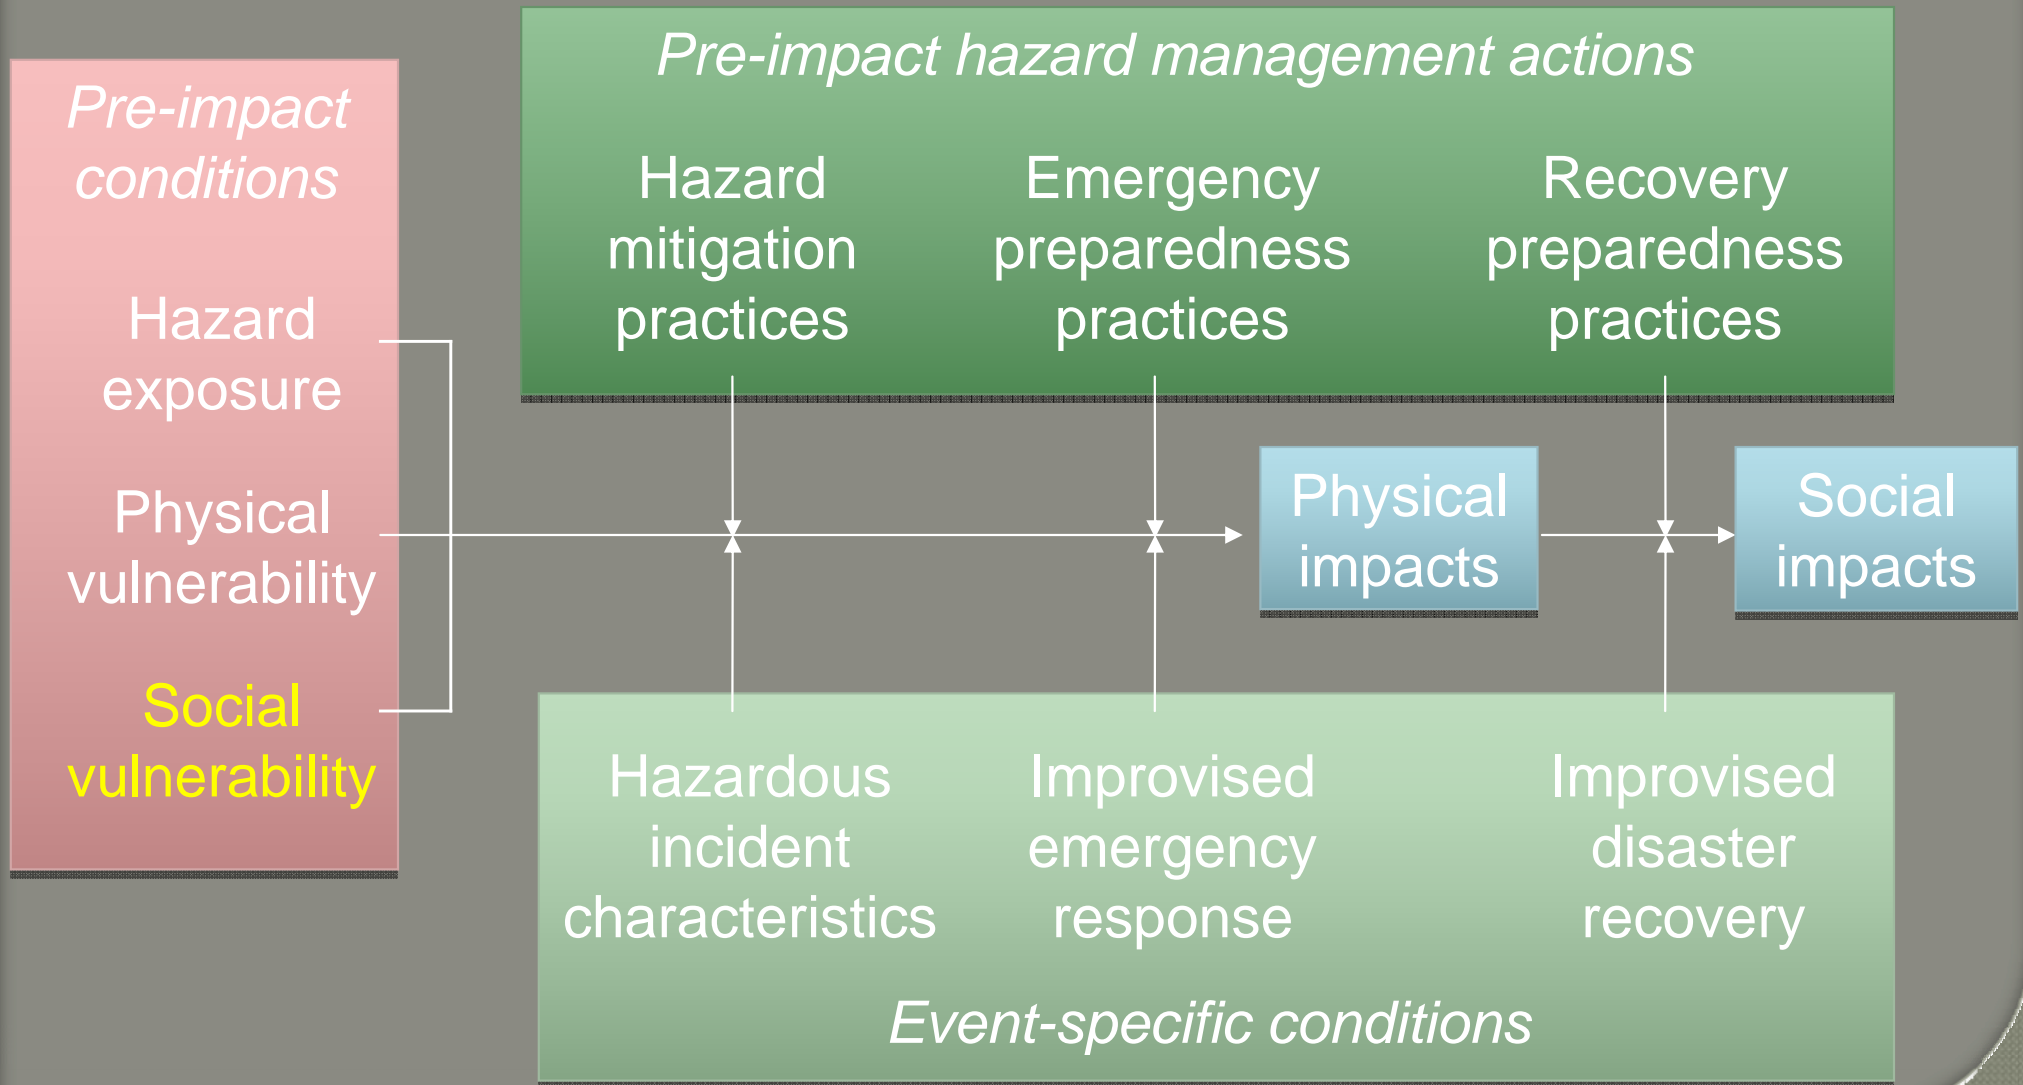 Pre-impact
conditions
Hazard
exposure
Physical
vulnerability
Social
vulnerability
Pre-impact hazard management actions
Hazard
mitigation
practices
Emergency
preparedness
practices
Recovery
preparedness
practices
Physical
impacts
Social
impacts
Hazardous
incident
characteristics
Improvised
emergency
response
Improvised
disaster
recovery
Event-specific conditions